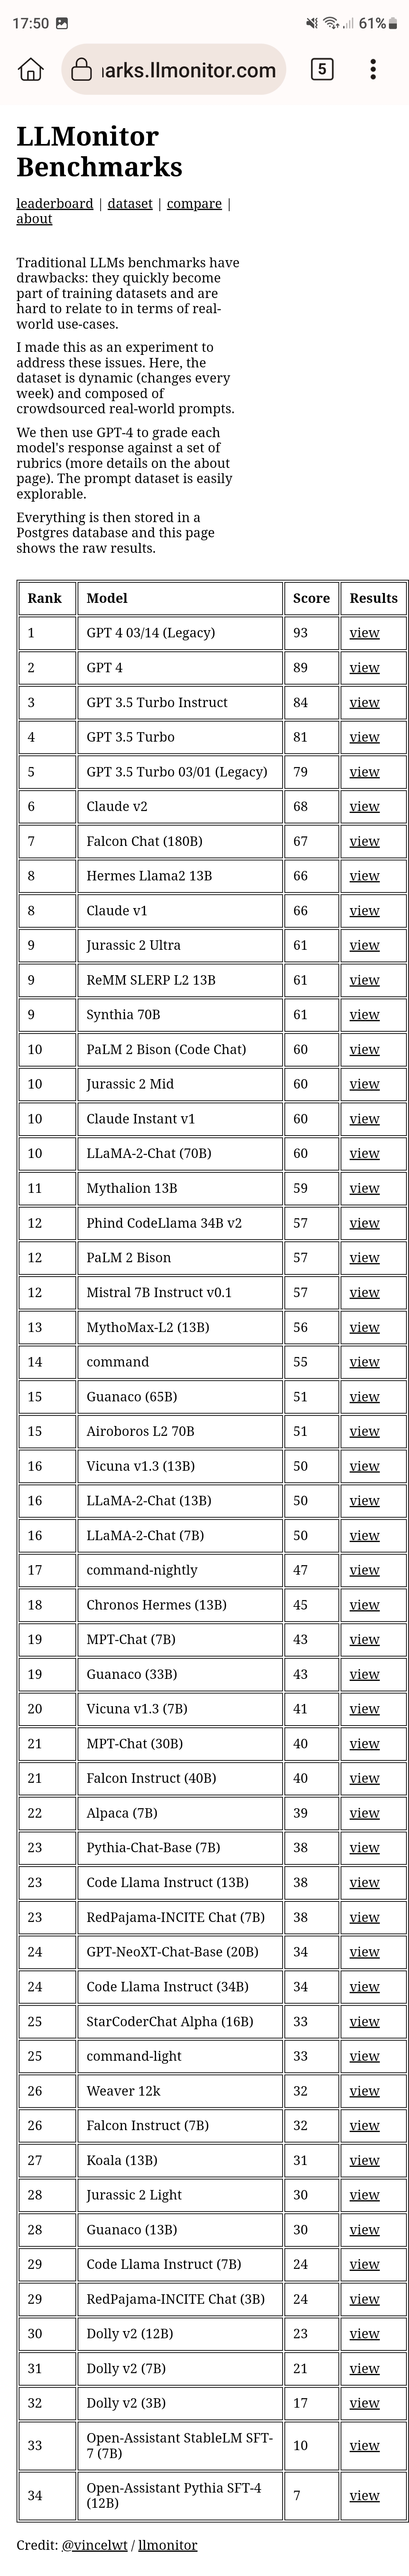 17:50 61%
arks.llmonitor.com 5
LLMonitor
Benchmarks
leaderboard | dataset | compare |
about
Traditional LLMs benchmarks have
drawbacks: they quickly become
part of training datasets and are
hard to relate to in terms of real-
world use-cases.
I made this as an experiment to
address these issues. Here, the
dataset is dynamic (changes every
week) and composed of
crowdsourced real-world prompts.
We then use GPT-4 to grade each
model's response against a set of
rubrics (more details on the about
page). The prompt dataset is easily
explorable.
Everything is then stored in a
Postgres database and this page
shows the raw results.
Rank Model Score Results
1 GPT 4 03/14 (Legacy) 93 view
2 GPT 4 89 view
3 GPT 3.5 Turbo Instruct 84 view
4 GPT 3.5 Turbo 81 view
5 GPT 3.5 Turbo 03/01 (Legacy) 79 view
6 Claude v2 68 view
7 Falcon Chat (180B) 67 view
8 Hermes Llama2 13B 66 view
8 Claude v1 66 view
9 Jurassic 2 Ultra 61 view
9 ReMM SLERP L2 13B 61 view
9 Synthia 70B 61 view
10 PaLM 2 Bison (Code Chat) 60 view
10 Jurassic 2 Mid 60 view
10 Claude Instant v1 60 view
10 LLaMA-2-Chat (70B) 60 view
11 Mythalion 13B 59 view
12 Phind CodeLlama 34B v2 57 view
12 PaLM 2 Bison 57 view
12 Mistral 7B Instruct v0.1 57 view
13 MythoMax-L2 (13B) 56 view
14 command 55 view
15 Guanaco (65B) 51 view
15 Airoboros L2 70B 51 view
16 Vicuna v1.3 (13B) 50 view
16 LLaMA-2-Chat (13B) 50 view
16 LLaMA-2-Chat (7B) 50 view
17 command-nightly 47 view
18 Chronos Hermes (13B) 45 view
19 MPT-Chat (7B) 43 view
19 Guanaco (33B) 43 view
20 Vicuna v1.3 (7B) 41 view
21 MPT-Chat (30B) 40 view
21 Falcon Instruct (40B) 40 view
22 Alpaca (7B) 39 view
23 Pythia-Chat-Base (7B) 38 view
23 Code Llama Instruct (13B) 38 view
23 RedPajama-INCITE Chat (7B) 38 view
24 GPT-NeoXT-Chat-Base (20B) 34 view
24 Code Llama Instruct (34B) 34 view
25 StarCoderChat Alpha (16B) 33 view
25 command-light 33 view
26 Weaver 12k 32 view
26 Falcon Instruct (7B) 32 view
27 Koala (13B) 31 view
28 Jurassic 2 Light 30 view
28 Guanaco (13B) 30 view
29 Code Llama Instruct (7B) 24 view
29 RedPajama-INCITE Chat (3B) 24 view
30 Dolly v2 (12B) 23 view
31 Dolly v2 (7B) 21 view
32 Dolly v2 (3B) 17 view
33 Open-Assistant StableLM SFT-
7 (7B) 10 view
34 Open-Assistant Pythia SFT-4
(12B) 7 view
Credit: @vincelwt / llmonitor